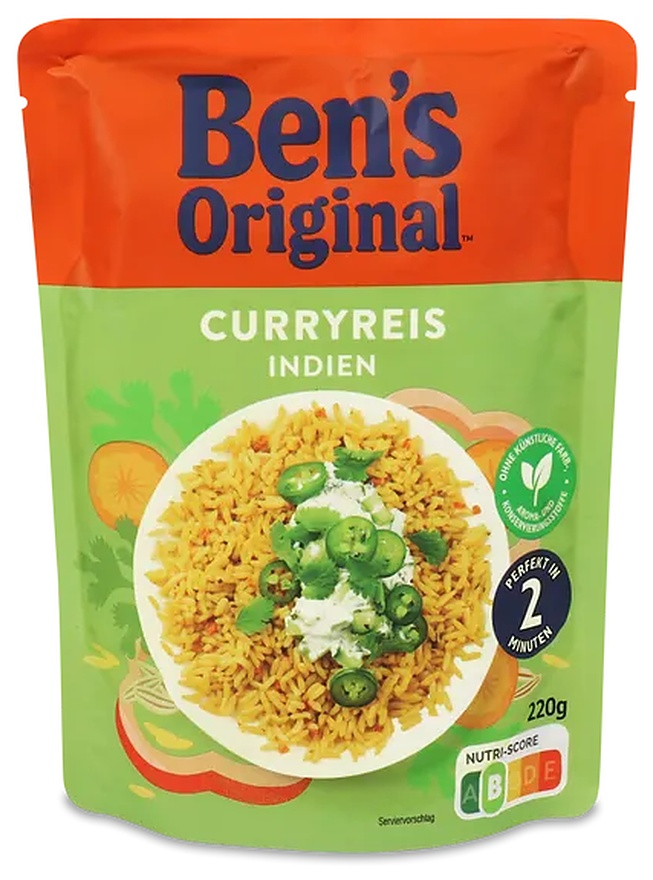 Ben's
Original™
CURRYREIS
INDIEN
OHNE KÜNSTLICHE FARB-,
AROMA- UND
KONSERVIERUNGSSTOFFE
PERFEKT IN
2
MINUTEN
220g
NUTRI-SCORE
A B C D E
Serviervorschlag